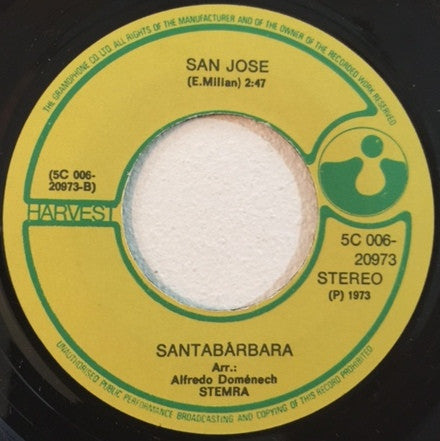 THE GRAMOPHONE CO LTD. ALL RIGHTS OF THE MANUFACTURER AND OF THE OWNER OF THE RECORDED WORK RESERVED
SAN JOSE
(E.Milian) 2:47
(5C 006-
20973-B)
HARVEST
5C 006-
20973
STEREO
(P) 1973
SANTABÁRBARA
Arr.:
Alfredo Doménech
STEMRA
UNAUTHORISED PUBLIC PERFORMANCE BROADCASTING AND COPYING OF THIS RECORD PROHIBITED